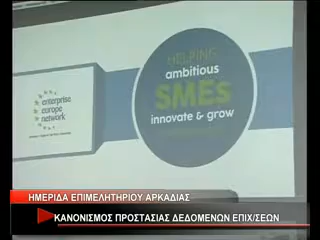 HELPING
ambitious
SMEs
innovate & grow
enterprise
europe
network
ΗΜΕΡΙΔΑ ΕΠΙΜΕΛΗΤΗΡΙΟΥ ΑΡΚΑΔΙΑΣ
ΚΑΝΟΝΙΣΜΟΣ ΠΡΟΣΤΑΣΙΑΣ ΔΕΔΟΜΕΝΩΝ ΕΠΙΧ/ΣΕΩΝ